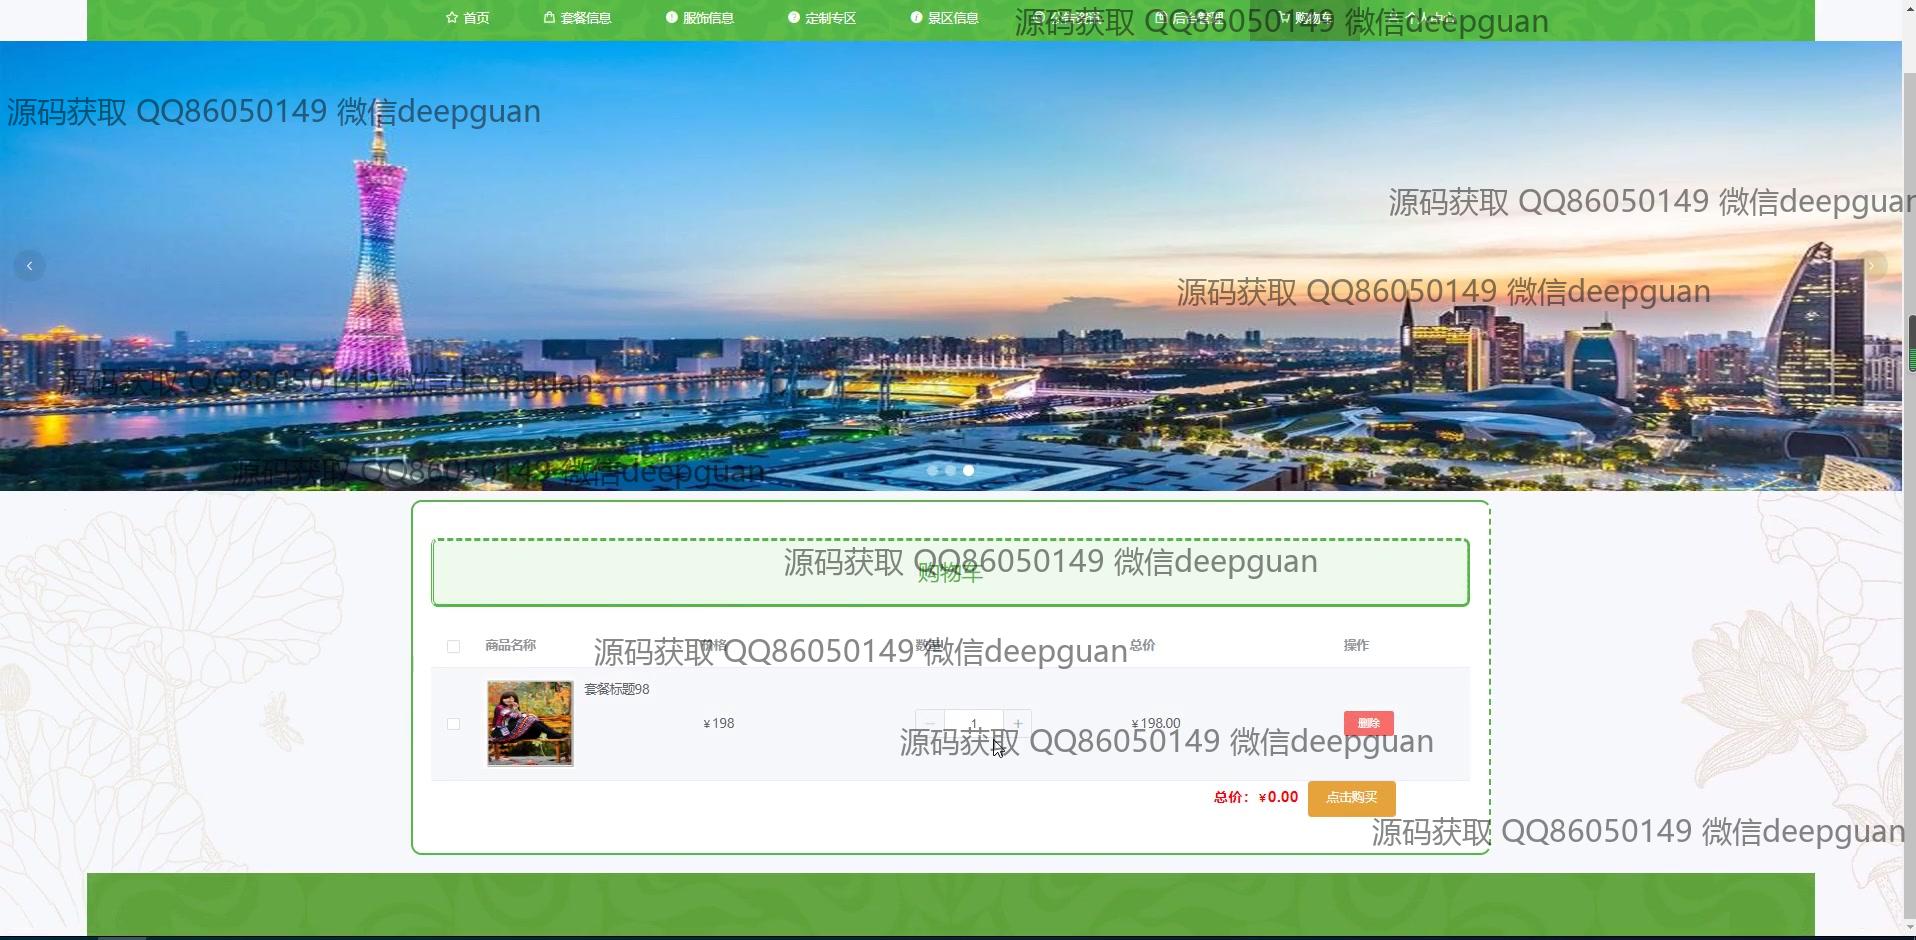 首页 套餐信息 服饰信息 定制专区 景区信息 后台管理 购物车 个人中心
源码获取 QQ86050149 微信deepguan
源码获取 QQ86050149 微信deepguan
源码获取 QQ86050149 微信deepguan
源码获取 QQ86050149 微信deepguan
源码获取 QQ86050149 微信deepguan
源码获取 QQ86050149 微信deepguan
源码获取 QQ86050149 微信deepguan
购物车
商品名称 价格 数量 总价 操作
源码获取 QQ86050149 微信deepguan
套餐标题98
¥198 1 ¥198.00 删除
源码获取 QQ86050149 微信deepguan
总价：¥0.00 点击购买
源码获取 QQ86050149 微信deepguan